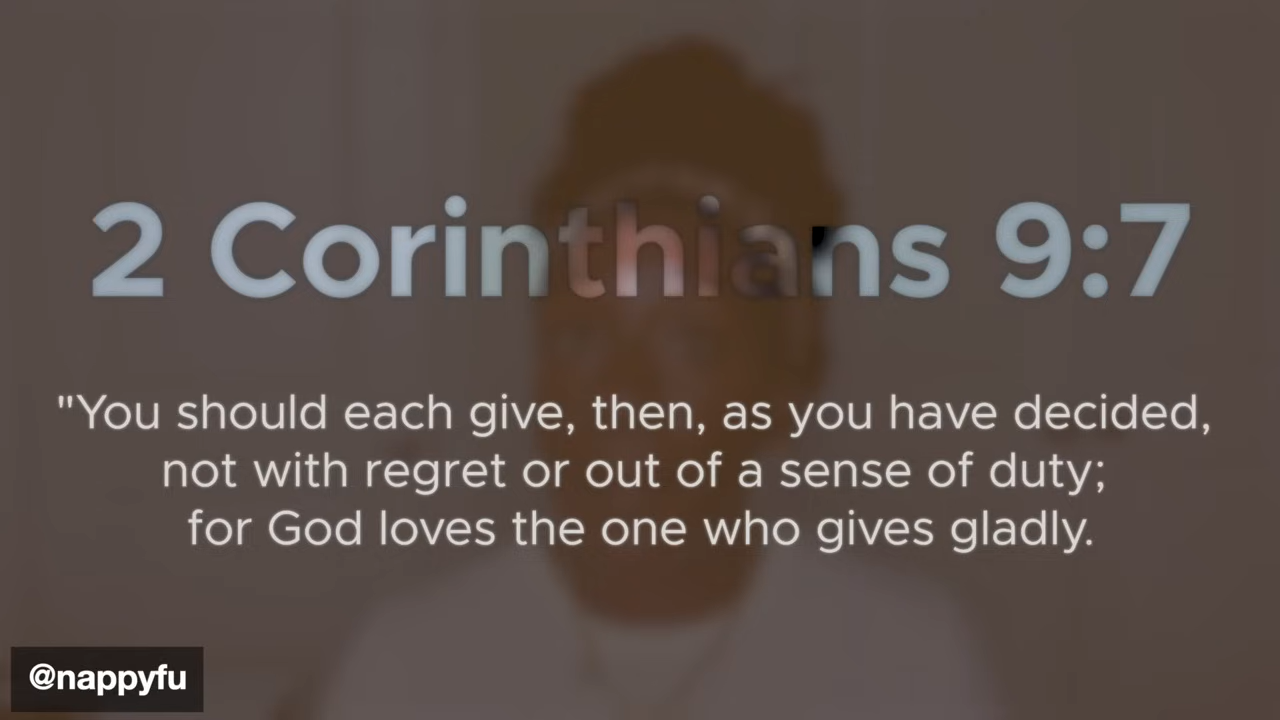 2 Corinthians 9:7
"You should each give, then, as you have decided,
not with regret or out of a sense of duty;
for God loves the one who gives gladly.
@nappyfu